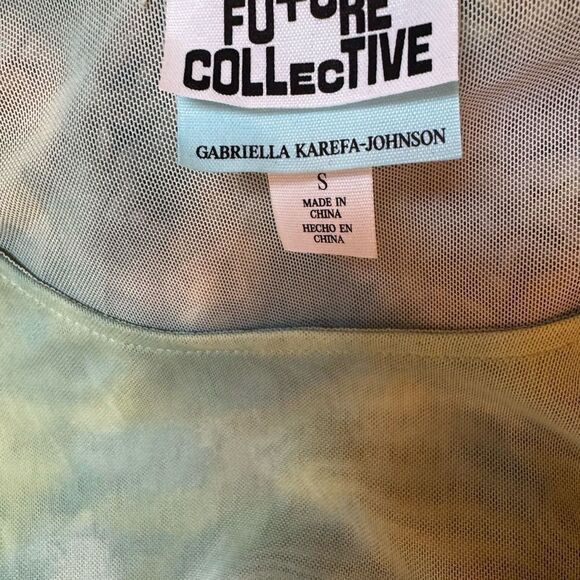 FUTURE
COLLECTIVE
GABRIELLA KAREFA-JOHNSON
S
MADE IN
CHINA
HECHO EN
CHINA